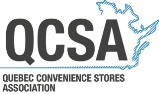 QCSA
QUEBEC CONVENIENCE STORES
ASSOCIATION